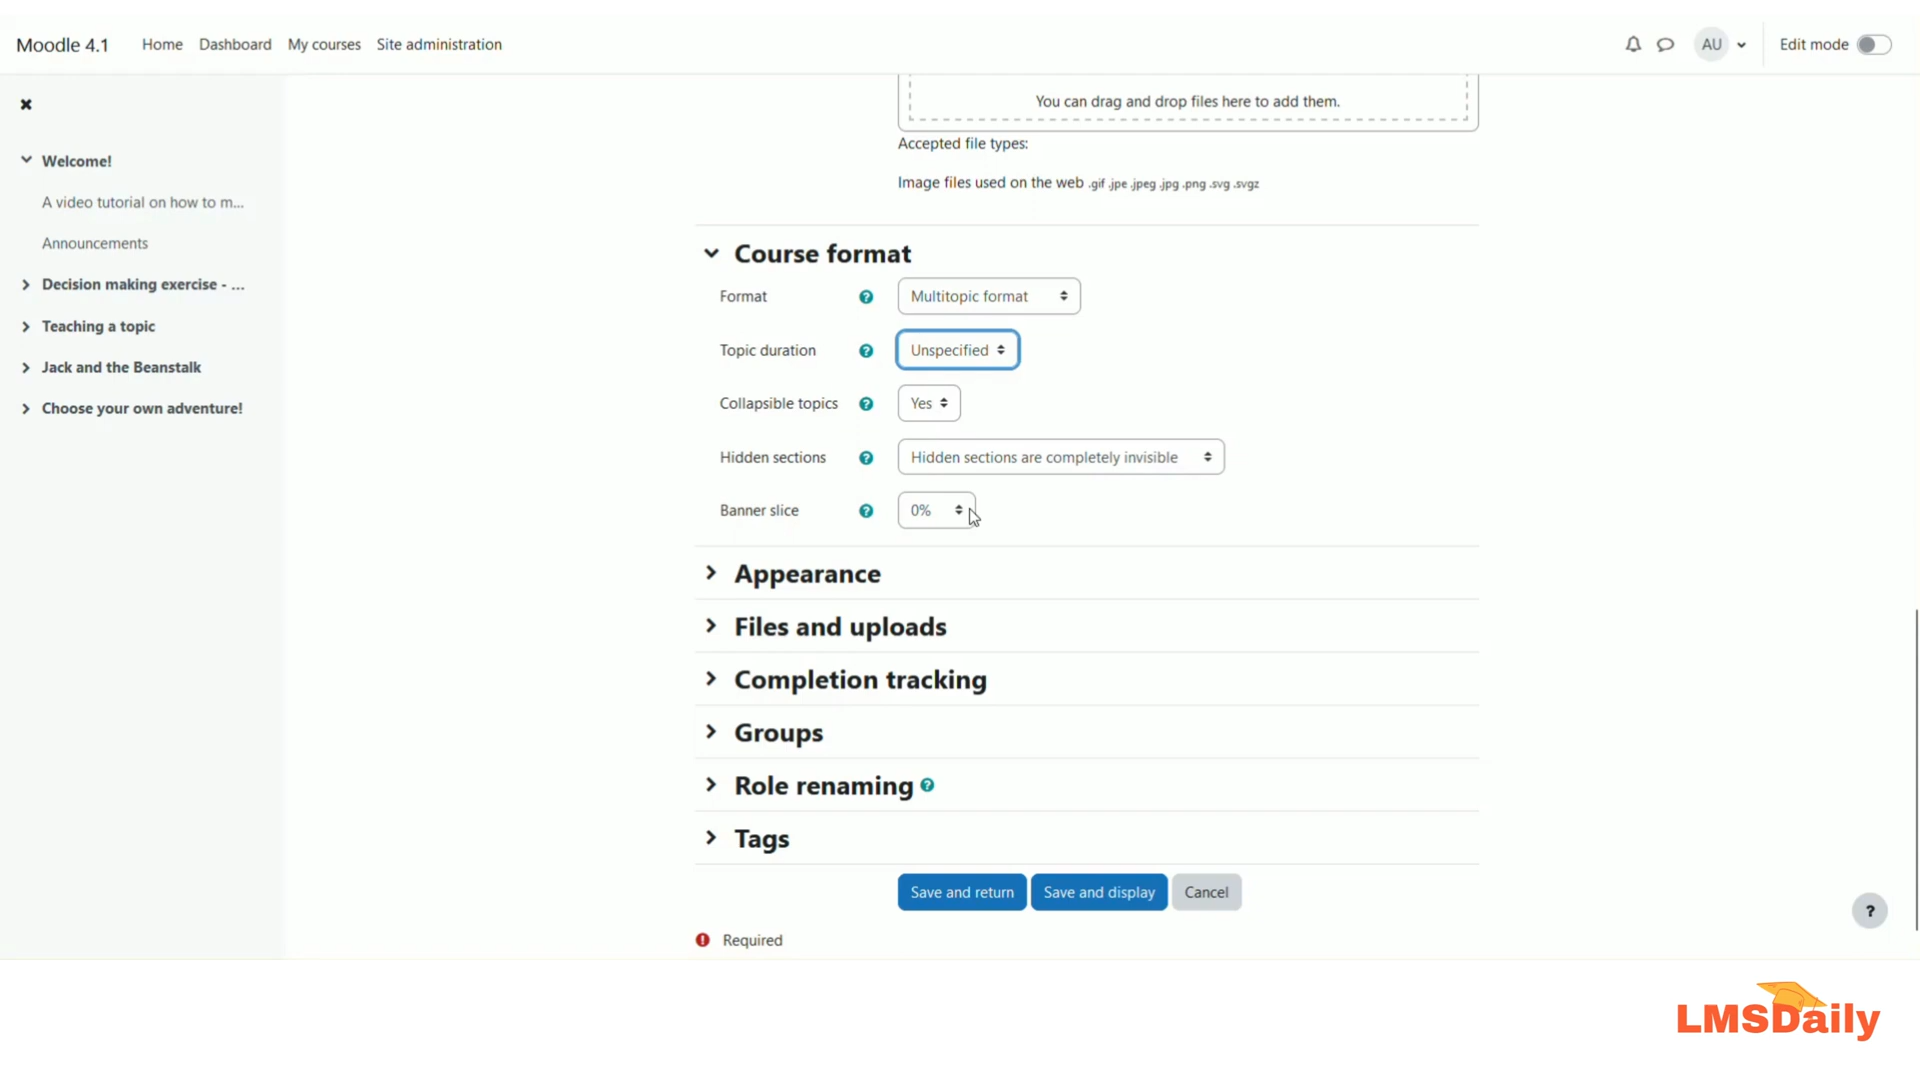 Moodle 4.1 Home Dashboard My courses Site administration AU Edit mode
You can drag and drop files here to add them.
Accepted file types:
Image files used on the web .gif .jpe .jpeg .jpg .png .svg .svgz
Welcome!
A video tutorial on how to m...
Announcements
Decision making exercise - ...
Teaching a topic
Jack and the Beanstalk
Choose your own adventure!
Course format
Format ? Multitopic format
Topic duration ? Unspecified
Collapsible topics ? Yes
Hidden sections ? Hidden sections are completely invisible
Banner slice ? 0%
Appearance
Files and uploads
Completion tracking
Groups
Role renaming ?
Tags
Save and return Save and display Cancel
?
! Required
LMSDaily